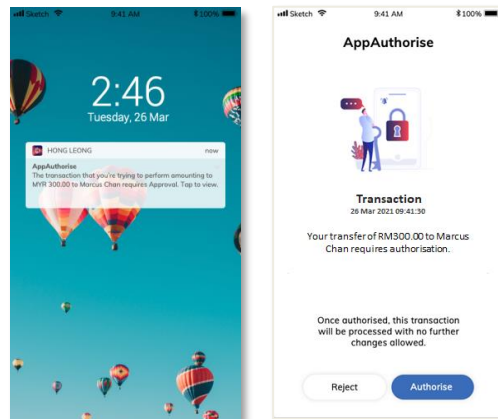 Sketch 9:41 AM 100%
2:46
Tuesday, 26 Mar
HONG LEONG now
AppAuthorise
The transaction that you're trying to perform amounting to
MYR 300.00 to Marcus Chan requires Approval. Tap to view.
Sketch 9:41 AM 100%
AppAuthorise
Transaction
26 Mar 2021 09:41:30
Your transfer of RM300.00 to Marcus
Chan requires authorisation.
Once authorised, this transaction
will be processed with no further
changes allowed.
Reject Authorise